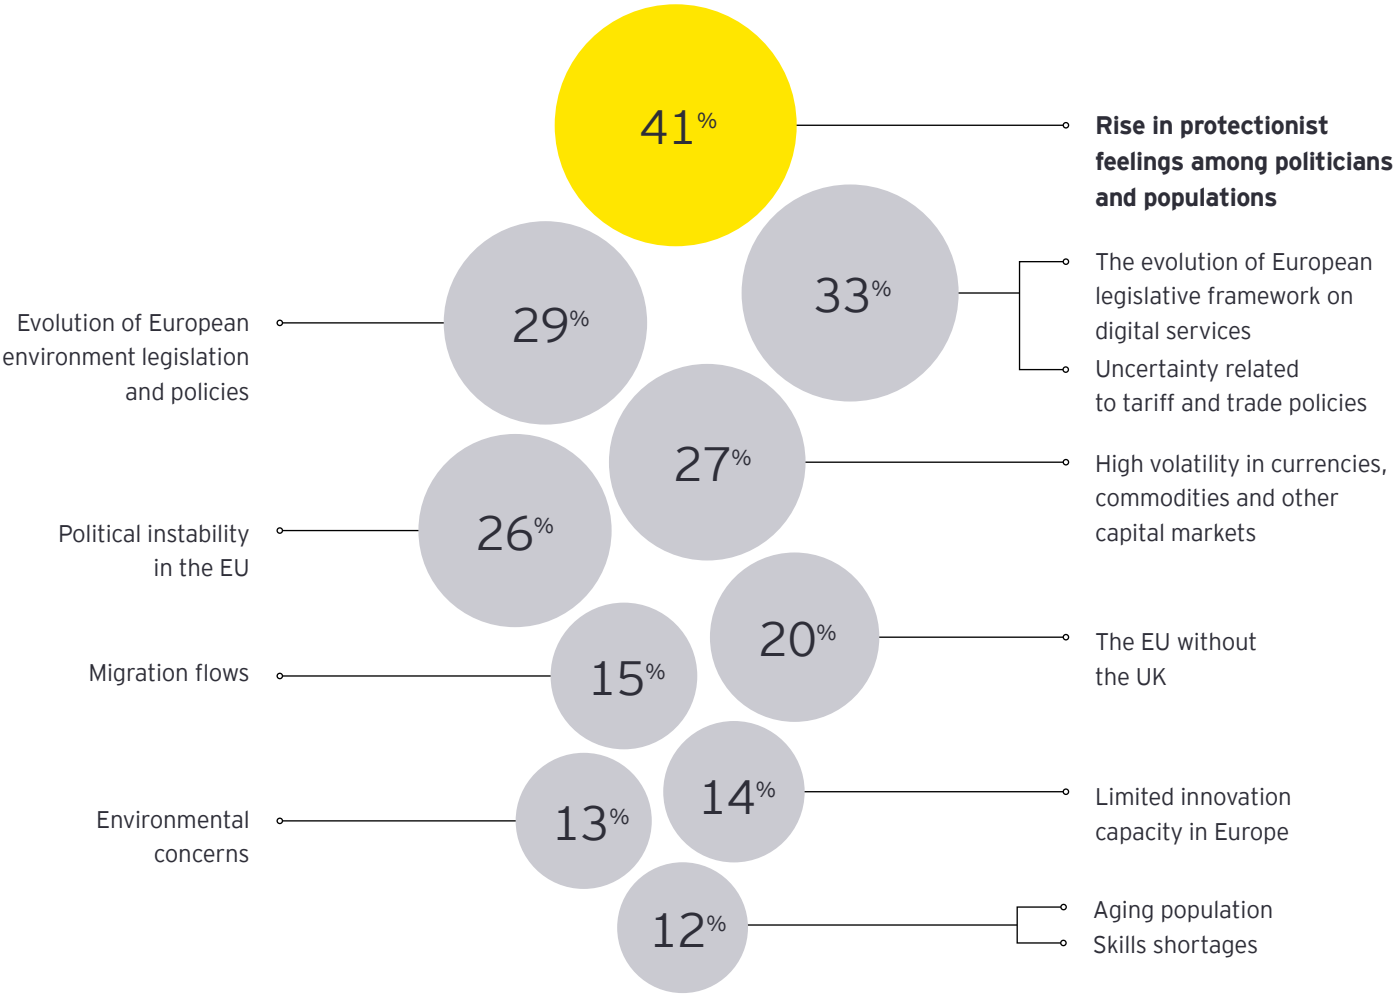 41%
Rise in protectionist
feelings among politicians
and populations
33%
The evolution of European
legislative framework on
digital services
Uncertainty related
to tariff and trade policies
29%
Evolution of European
environment legislation
and policies
27%
High volatility in currencies,
commodities and other
capital markets
26%
Political instability
in the EU
20%
The EU without
the UK
15%
Migration flows
14%
Limited innovation
capacity in Europe
13%
Environmental
concerns
12%
Aging population
Skills shortages